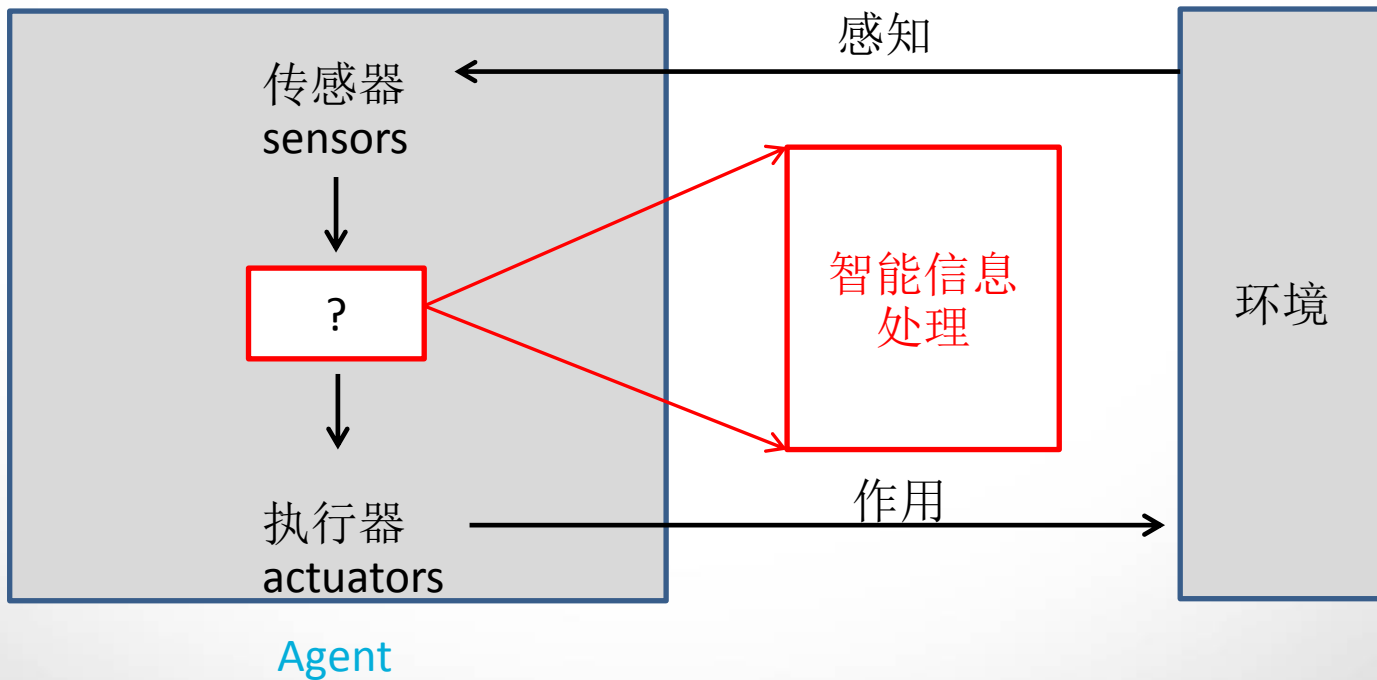 感知
传感器
sensors
?
智能信息
处理
环境
作用
执行器
actuators
Agent